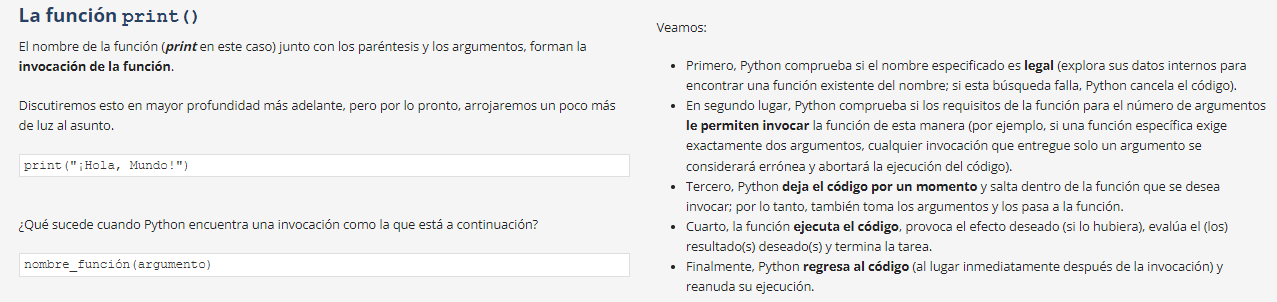 La función print()
El nombre de la función (print en este caso) junto con los paréntesis y los argumentos, forman la
invocación de la función.
Discutiremos esto en mayor profundidad más adelante, pero por lo pronto, arrojaremos un poco más
de luz al asunto.
print("¡Hola, Mundo!")
¿Qué sucede cuando Python encuentra una invocación como la que está a continuación?
nombre_función(argumento)
Veamos:
• Primero, Python comprueba si el nombre especificado es legal (explora sus datos internos para
encontrar una función existente del nombre; si esta búsqueda falla, Python cancela el código).
• En segundo lugar, Python comprueba si los requisitos de la función para el número de argumentos
le permiten invocar la función de esta manera (por ejemplo, si una función específica exige
exactamente dos argumentos, cualquier invocación que entregue solo un argumento se
considerará errónea y abortará la ejecución del código).
• Tercero, Python deja el código por un momento y salta dentro de la función que se desea
invocar; por lo tanto, también toma los argumentos y los pasa a la función.
• Cuarto, la función ejecuta el código, provoca el efecto deseado (si lo hubiera), evalúa el (los)
resultado(s) deseado(s) y termina la tarea.
• Finalmente, Python regresa al código (al lugar inmediatamente después de la invocación) y
reanuda su ejecución.